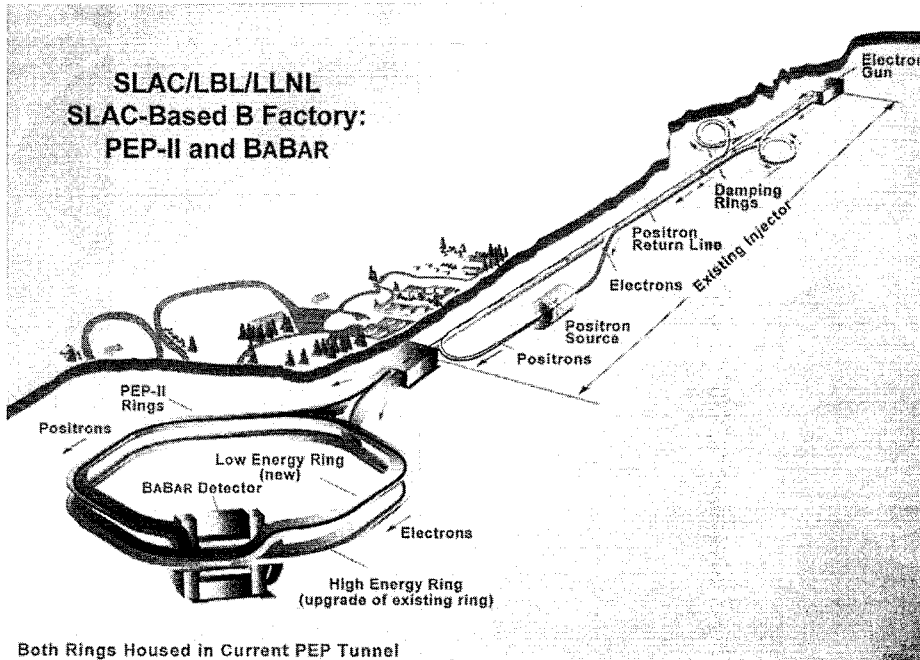 SLAC/LBL/LLNL
SLAC-Based B Factory:
PEP-II and BABAR
Electron
Gun
Damping
Rings
Positron
Return Line
Existing Injector
Electrons
Positron
Source
Positrons
PEP-II
Rings
Positrons
Low Energy Ring
(new)
BABAR Detector
Electrons
High Energy Ring
(upgrade of existing ring)
Both Rings Housed in Current PEP Tunnel